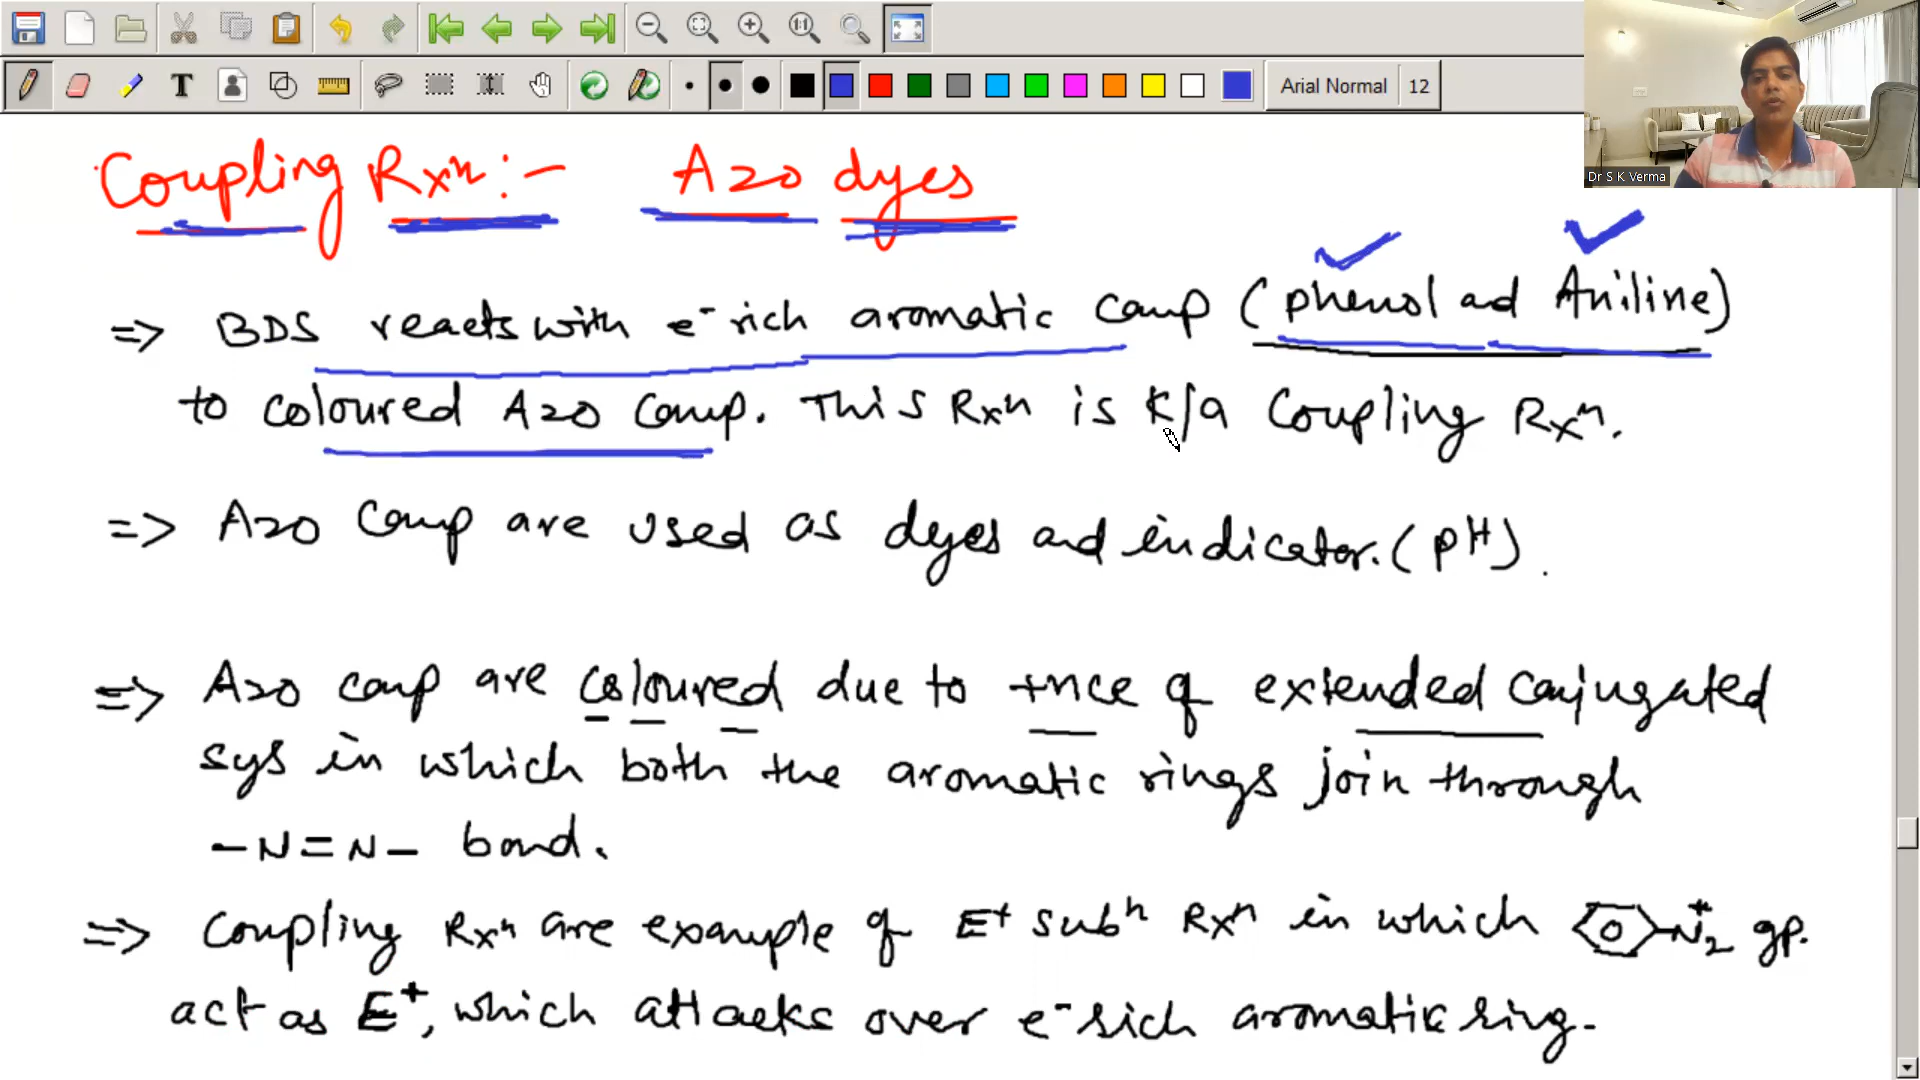 Arial Normal 12
Dr S K Verma
Coupling Rxn:- Azo dyes
=> BDS reacts with e- rich aromatic comp (phenol ad Aniline)
to coloured Azo comp. This Rxn is K/a Coupling Rxn.
=> Azo comp are used as dyes and indicator. (pH).
=> Azo comp are coloured due to +nce of extended conjugated
sys in which both the aromatic rings join through
-N=N- bond.
=> Coupling Rxn are example of E+ subn Rxn in which N2+ gp.
act as E+, which attacks over e- rich aromatic ring.